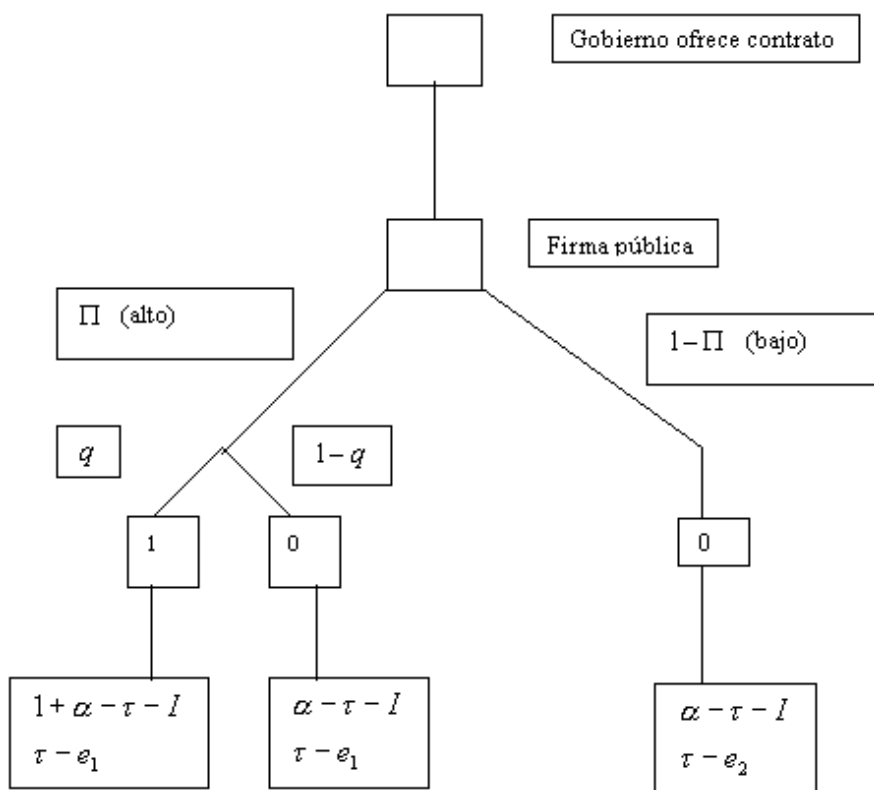 Gobierno ofrece contrato
Firma pública
Π (alto)
1−Π (bajo)
q
1−q
1
0
0
1+α−τ−I
τ−e₁
α−τ−I
τ−e₁
α−τ−I
τ−e₂